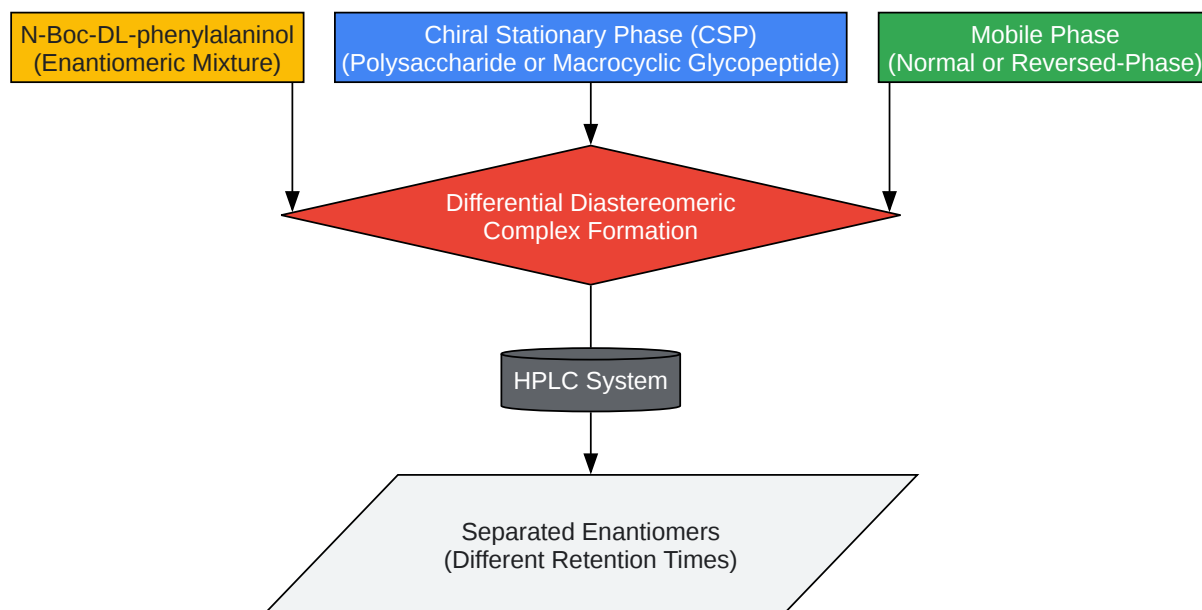 N-Boc-DL-phenylalaninol
(Enantiomeric Mixture)
Chiral Stationary Phase (CSP)
(Polysaccharide or Macrocyclic Glycopeptide)
Mobile Phase
(Normal or Reversed-Phase)
Differential Diastereomeric
Complex Formation
HPLC System
Separated Enantiomers
(Different Retention Times)